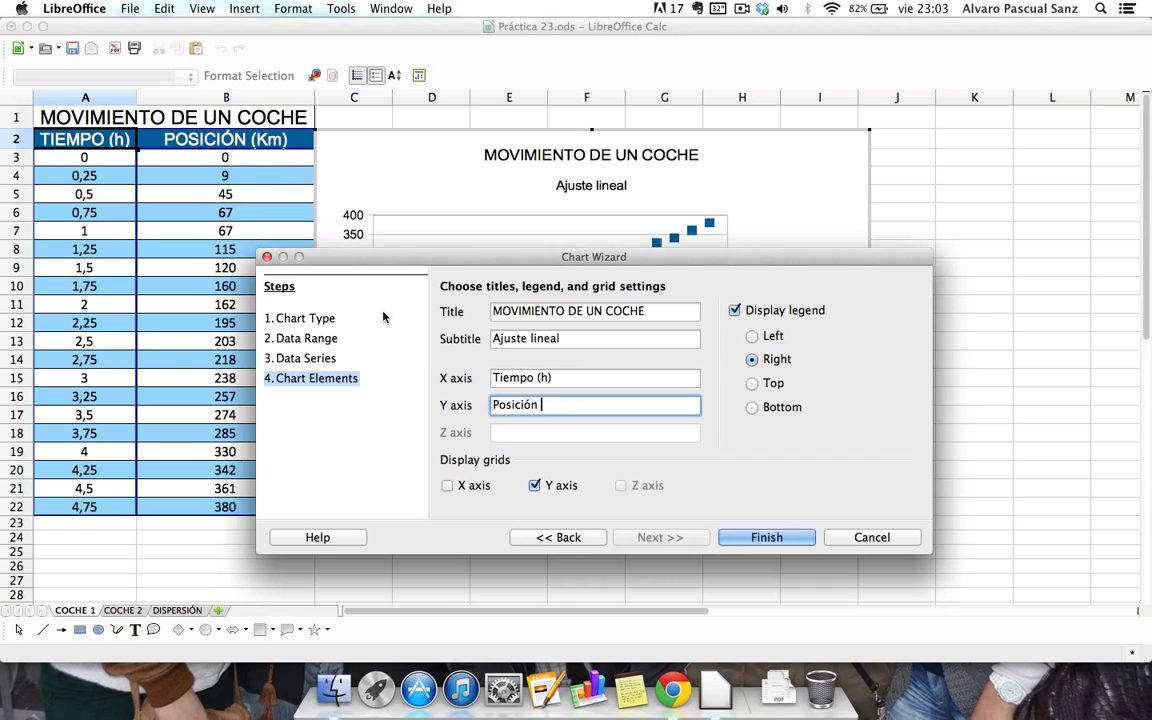 LibreOffice File Edit View Insert Format Tools Window Help 17 32° 82% vie 23:03 Alvaro Pascual Sanz
Práctica 23.ods – LibreOffice Calc
Format Selection
A B C D E F G H I J K L M
1 MOVIMIENTO DE UN COCHE
2 TIEMPO (h) POSICIÓN (Km)
3 0 0
4 0,25 9
5 0,5 45
6 0,75 67
7 1 67
8 1,25 115
9 1,5 120
10 1,75 160
11 2 162
12 2,25 195
13 2,5 203
14 2,75 218
15 3 238
16 3,25 257
17 3,5 274
18 3,75 285
19 4 330
20 4,25 342
21 4,5 361
22 4,75 380
23
24
25
26
27
28
MOVIMIENTO DE UN COCHE
Ajuste lineal
400
350
Chart Wizard
Steps
1.Chart Type
2.Data Range
3.Data Series
4.Chart Elements
Choose titles, legend, and grid settings
Title MOVIMIENTO DE UN COCHE
Subtitle Ajuste lineal
X axis Tiempo (h)
Y axis Posición
Z axis
Display legend
Left
Right
Top
Bottom
Display grids
X axis Y axis Z axis
Help << Back Next >> Finish Cancel
COCHE 1 COCHE 2 DISPERSIÓN